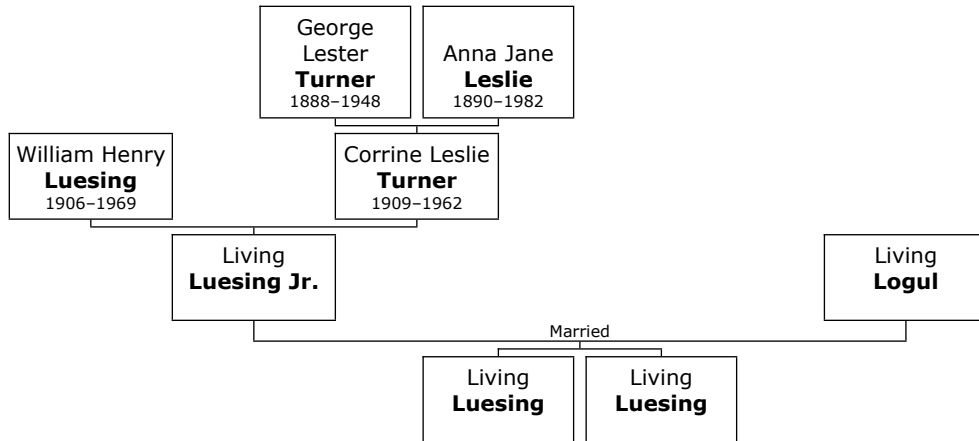 George
Lester
Turner
1888–1948
Anna Jane
Leslie
1890–1982
William Henry
Luesing
1906–1969
Corrine Leslie
Turner
1909–1962
Living
Luesing Jr.
Living
Logul
Married
Living
Luesing
Living
Luesing